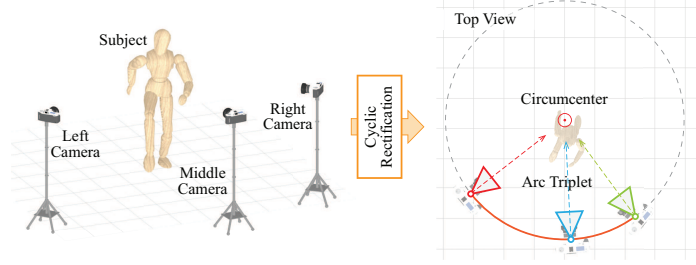 Subject
Left
Camera
Middle
Camera
Right
Camera
Cyclic
Rectification
Top View
Circumcenter
Arc Triplet